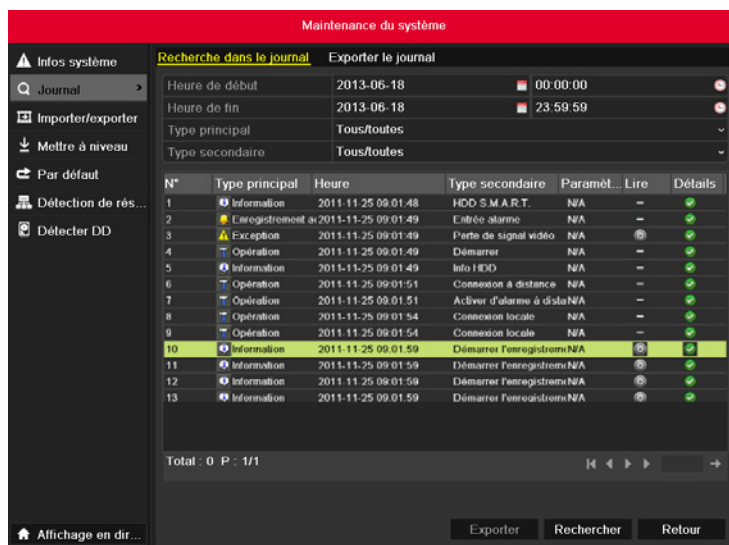 Maintenance du système
Infos système
Journal
Importer/exporter
Mettre à niveau
Par défaut
Détection de rés...
Détecter DD
Affichage en dir...
Recherche dans le journal Exporter le journal
Heure de début 2013-06-18 00:00:00
Heure de fin 2013-06-18 23:59:59
Type principal Tous/toutes
Type secondaire Tous/toutes
N° Type principal Heure Type secondaire Paramèt... Lire Détails
1 Information 2011-11-25 09:01:48 HDD S.M.A.R.T. N/A –
2 Enregistrement a 2011-11-25 09:01:49 Entrée alarme N/A –
3 Exception 2011-11-25 09:01:49 Perte de signal vidéo N/A
4 Opération 2011-11-25 09:01:49 Démarrer N/A –
5 Information 2011-11-25 09:01:49 Info HDD N/A –
6 Opération 2011-11-25 09:01:51 Connexion à distance N/A –
7 Opération 2011-11-25 09:01:51 Activer d'alarme à dista N/A –
8 Opération 2011-11-25 09:01:54 Connexion locale N/A –
9 Opération 2011-11-25 09:01:54 Connexion locale N/A –
10 Information 2011-11-25 09:01:59 Démarrer l'enregistreme N/A
11 Information 2011-11-25 09:01:59 Démarrer l'enregistreme N/A
12 Information 2011-11-25 09:01:59 Démarrer l'enregistreme N/A
13 Information 2011-11-25 09:01:59 Démarrer l'enregistreme N/A
Total : 0 P : 1/1
Exporter Rechercher Retour